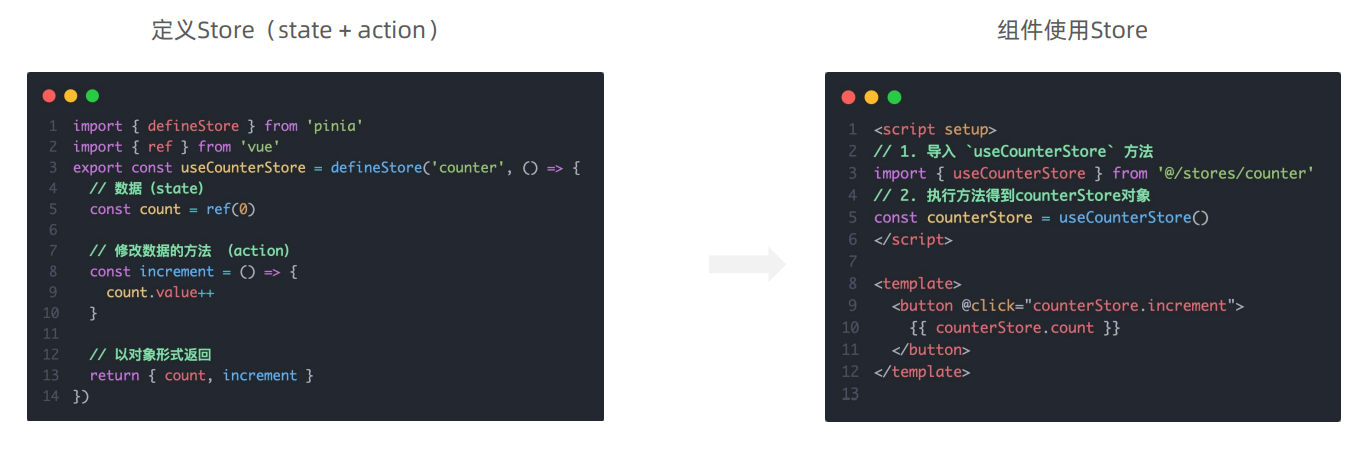 定义Store（state + action）
1 import { defineStore } from 'pinia'
2 import { ref } from 'vue'
3 export const useCounterStore = defineStore('counter', () => {
4   // 数据（state）
5   const count = ref(0)
6
7   // 修改数据的方法 （action）
8   const increment = () => {
9     count.value++
10   }
11
12   // 以对象形式返回
13   return { count, increment }
14 })
组件使用Store
1 <script setup>
2 // 1. 导入 `useCounterStore` 方法
3 import { useCounterStore } from '@/stores/counter'
4 // 2. 执行方法得到counterStore对象
5 const counterStore = useCounterStore()
6 </script>
7
8 <template>
9   <button @click="counterStore.increment">
10     {{ counterStore.count }}
11   </button>
12 </template>
13